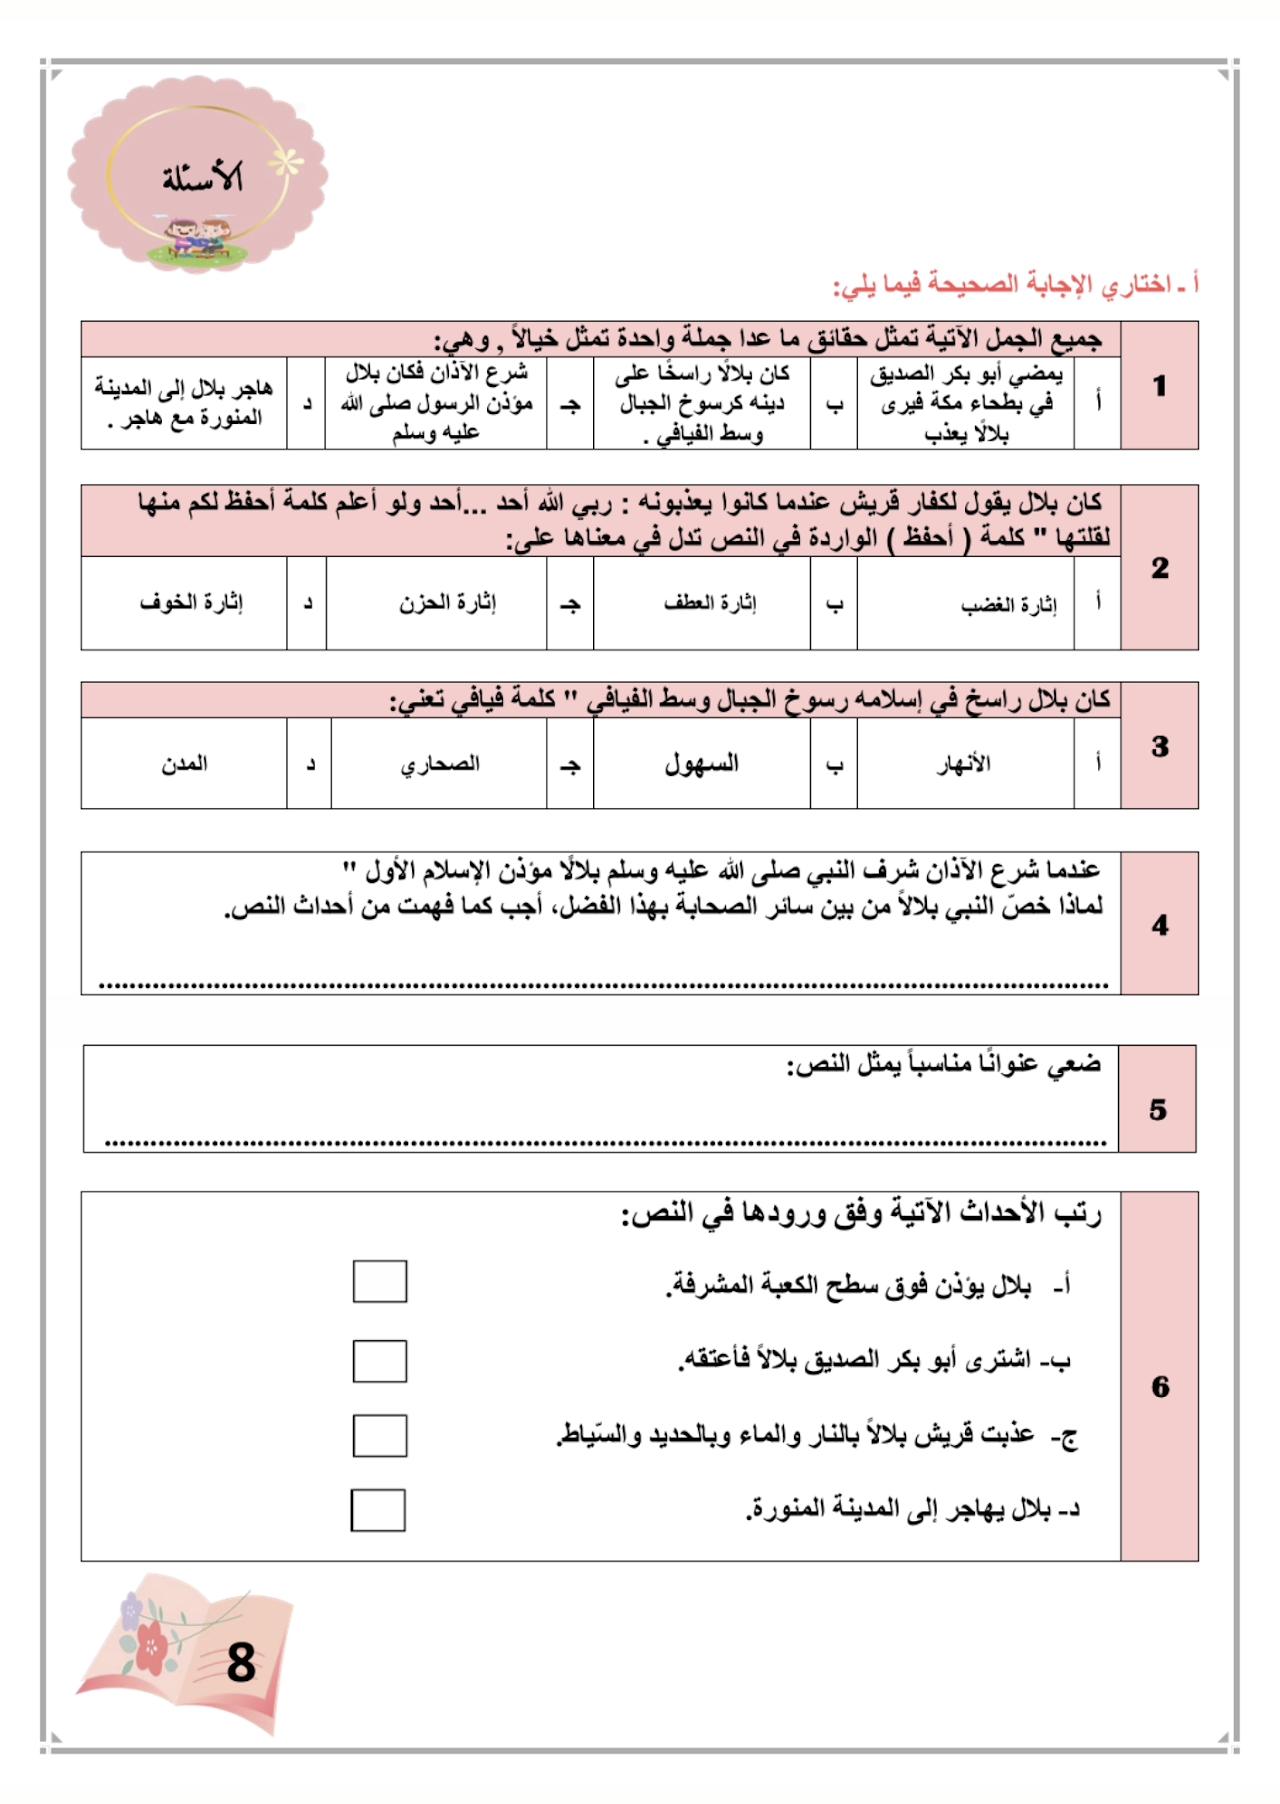 الأسئلة
أ ـ اختاري الإجابة الصحيحة فيما يلي:
1
جميع الجمل الآتية تمثل حقائق ما عدا جملة واحدة تمثل خيالاً , وهي:
أ
يمضي أبو بكر الصديق
في بطحاء مكة فيرى
بلالًا يعذب
ب
كان بلالًا راسخًا على
دينه كرسوخ الجبال
وسط الفيافي .
جـ
شرع الآذان فكان بلال
مؤذن الرسول صلى الله
عليه وسلم
د
هاجر بلال إلى المدينة
المنورة مع هاجر .
2
كان بلال يقول لكفار قريش عندما كانوا يعذبونه : ربي الله أحد ...أحد ولو أعلم كلمة أحفظ لكم منها
لقلتها " كلمة ( أحفظ ) الواردة في النص تدل في معناها على:
أ
إثارة الغضب
ب
إثارة العطف
جـ
إثارة الحزن
د
إثارة الخوف
3
كان بلال راسخ في إسلامه رسوخ الجبال وسط الفيافي " كلمة فيافي تعني:
أ
الأنهار
ب
السهول
جـ
الصحاري
د
المدن
4
عندما شرع الآذان شرف النبي صلى الله عليه وسلم بلالًا مؤذن الإسلام الأول "
لماذا خصّ النبي بلالاً من بين سائر الصحابة بهذا الفضل، أجب كما فهمت من أحداث النص.
5
ضعي عنوانًا مناسباً يمثل النص:
6
رتب الأحداث الآتية وفق ورودها في النص:
أ- بلال يؤذن فوق سطح الكعبة المشرفة.
ب- اشترى أبو بكر الصديق بلالاً فأعتقه.
ج- عذبت قريش بلالاً بالنار والماء وبالحديد والسّياط.
د- بلال يهاجر إلى المدينة المنورة.
8